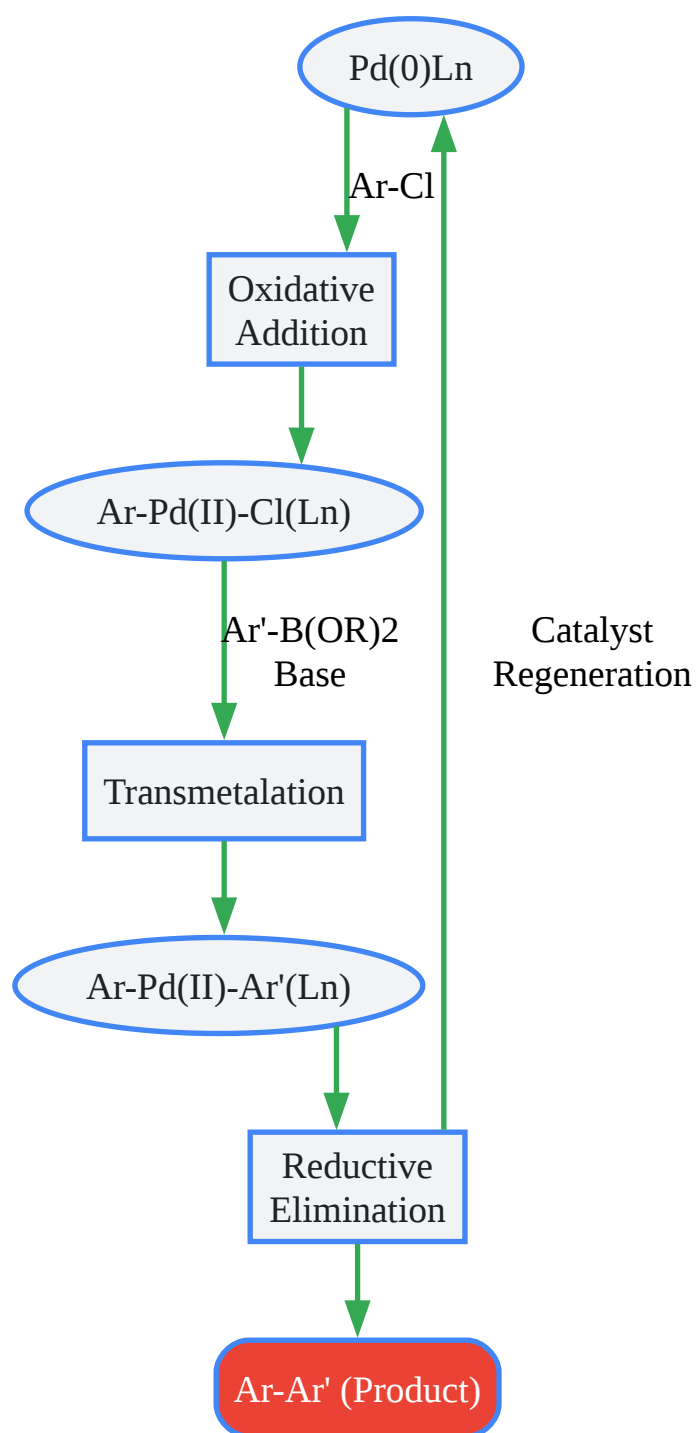 Pd(0)Ln
Ar-Cl
Oxidative
Addition
Ar-Pd(II)-Cl(Ln)
Ar'-B(OR)2
Base
Catalyst
Regeneration
Transmetalation
Ar-Pd(II)-Ar'(Ln)
Reductive
Elimination
Ar-Ar' (Product)